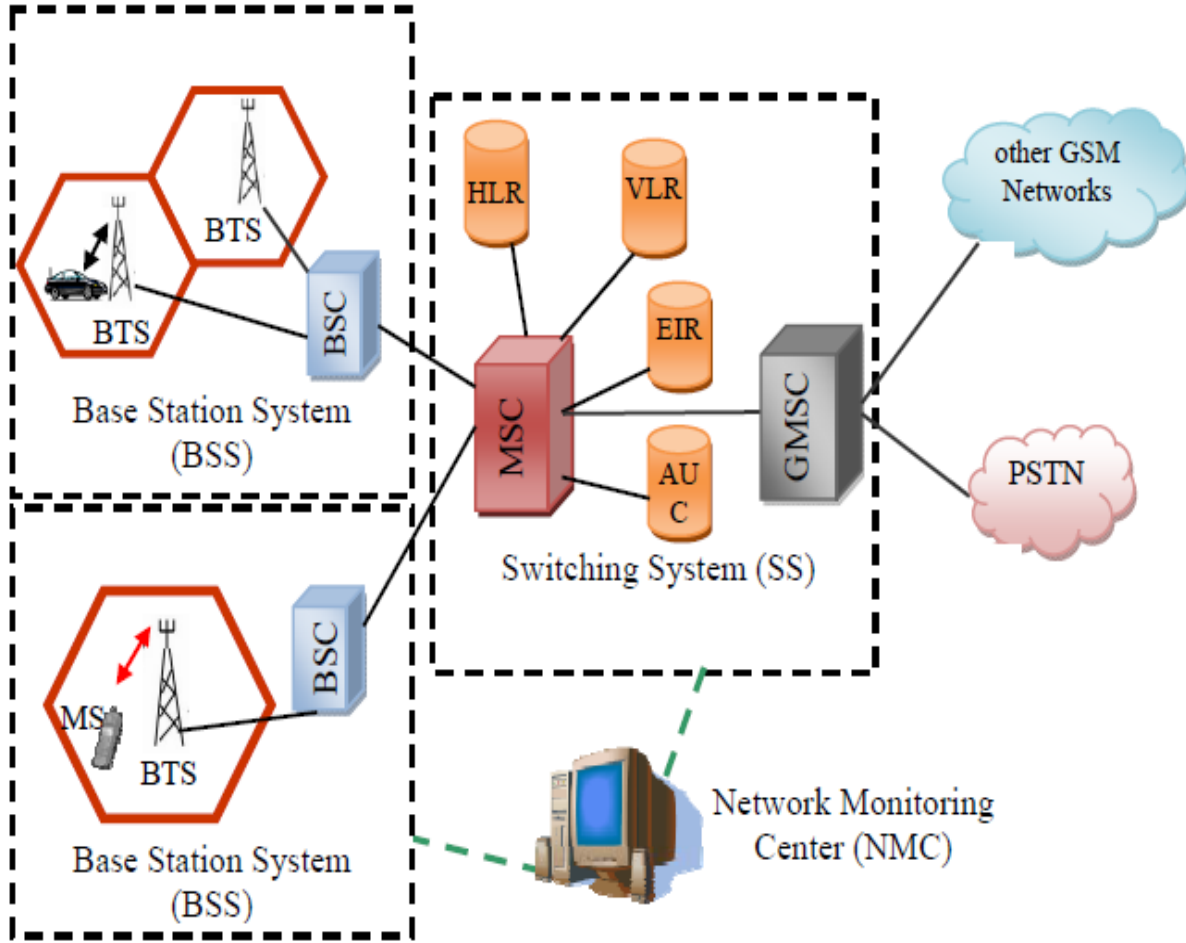 BTS
BTS
BSC
Base Station System
(BSS)
MS
BTS
BSC
Base Station System
(BSS)
HLR
VLR
EIR
AU
C
MSC
GMSC
Switching System (SS)
other GSM
Networks
PSTN
Network Monitoring
Center (NMC)